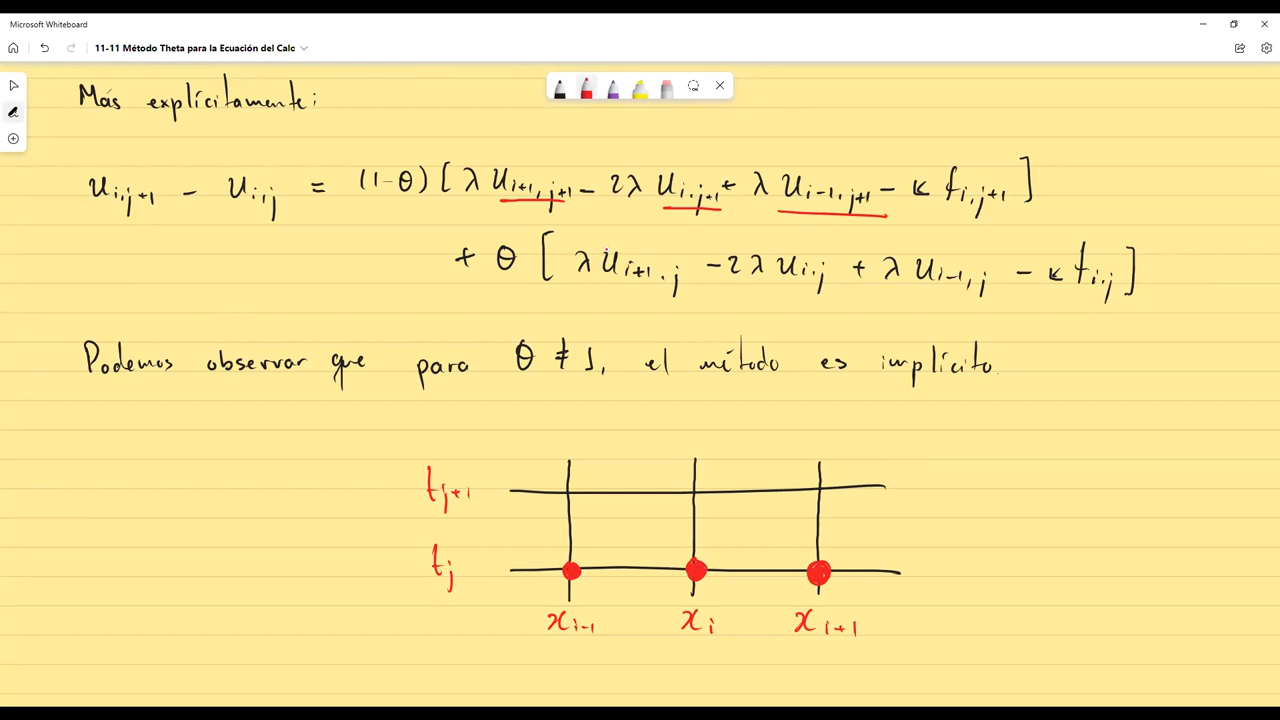 Microsoft Whiteboard
11-11 Método Theta para la Ecuación del Calc
Más explícitamente:
u_{i,j+1} - u_{i,j} = (1-θ) [ λ u_{i+1,j+1} - 2λ u_{i,j+1} + λ u_{i-1,j+1} - k f_{i,j+1} ]
+ θ [ λ u_{i+1,j} - 2λ u_{i,j} + λ u_{i-1,j} - k f_{i,j} ]
Podemos observar que para θ ≠ 1, el método es implícito.
t_{j+1}
t_j
x_{i-1} x_i x_{i+1}